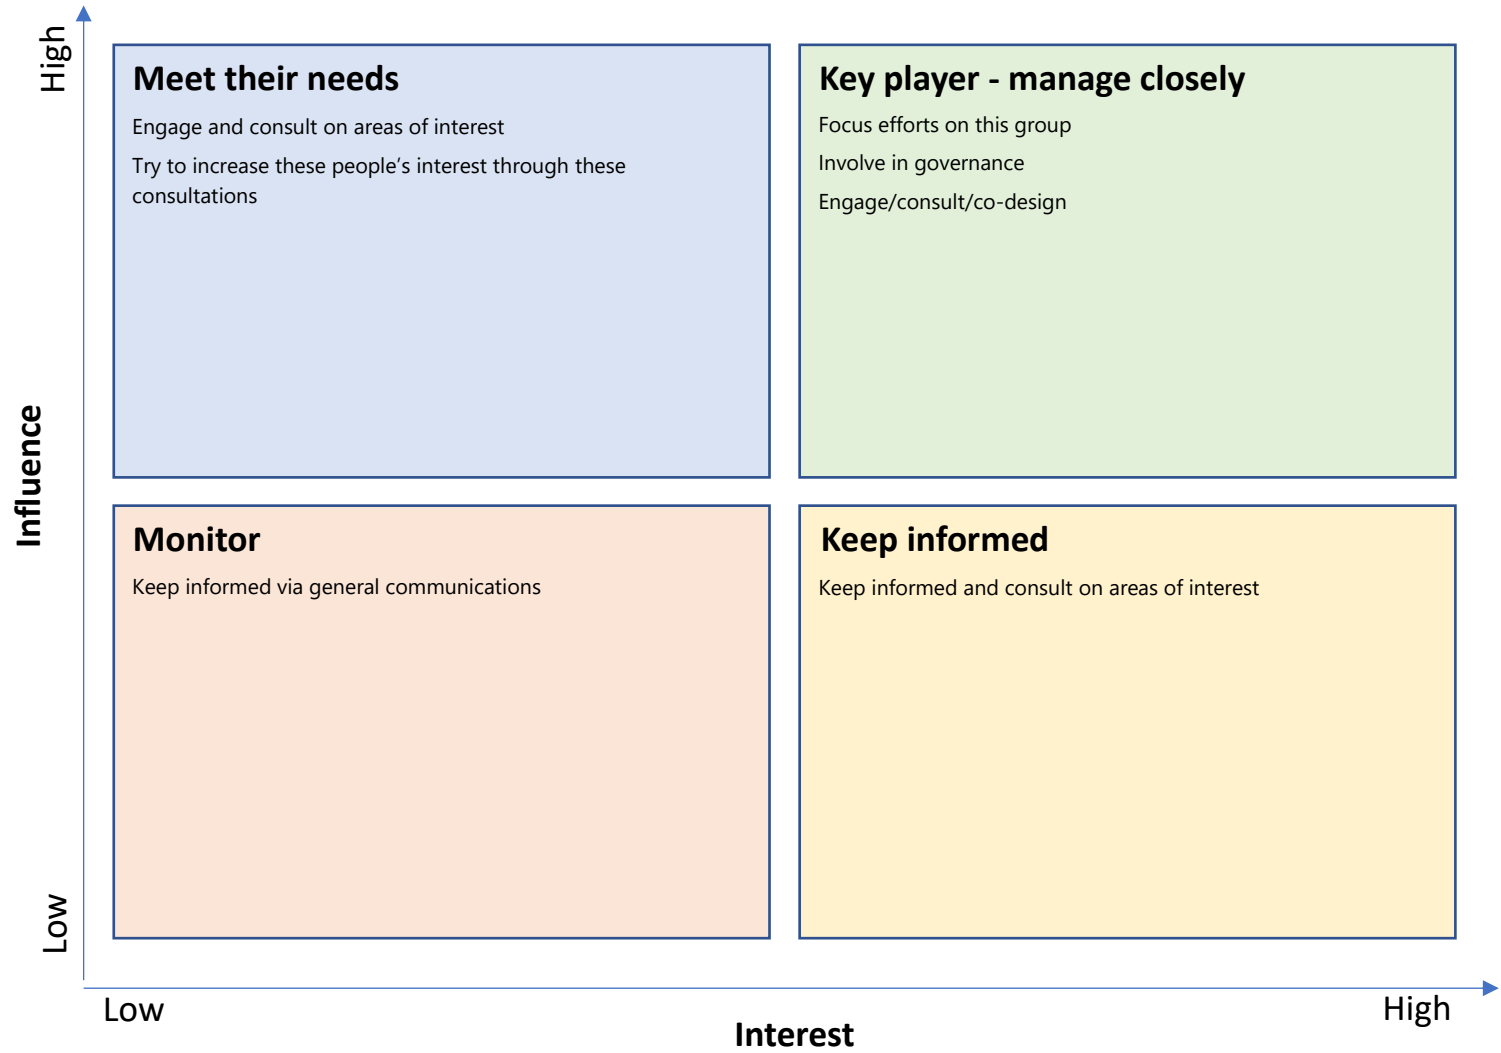 High
Meet their needs
Engage and consult on areas of interest
Try to increase these people’s interest through these
consultations
Key player - manage closely
Focus efforts on this group
Involve in governance
Engage/consult/co-design
Influence
Monitor
Keep informed via general communications
Keep informed
Keep informed and consult on areas of interest
Low
Low
High
Interest